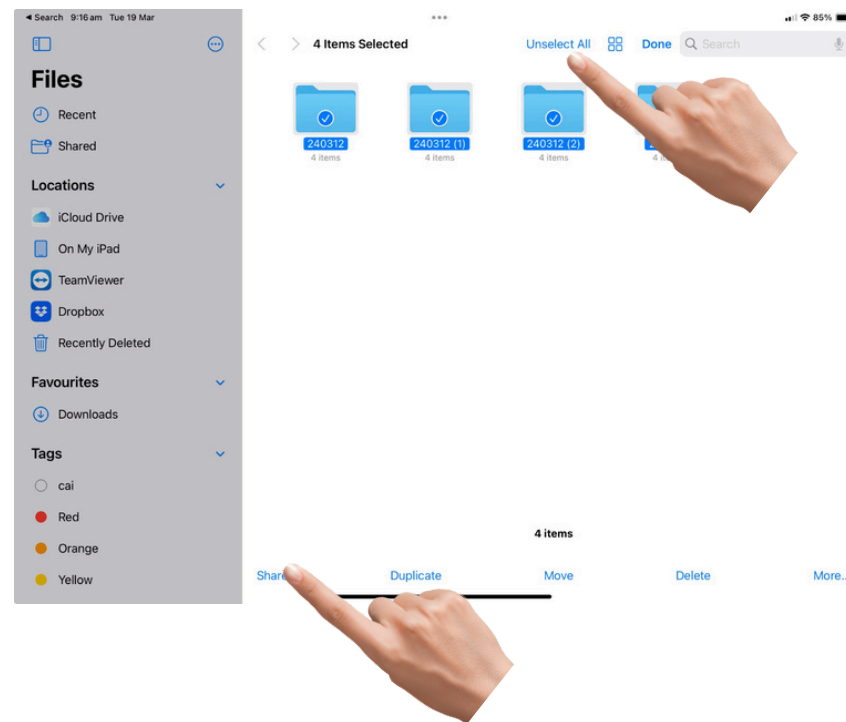 Search 9:16 am Tue 19 Mar
85%
4 Items Selected
Unselect All
Done
Search
Files
Recent
Shared
Locations
iCloud Drive
On My iPad
TeamViewer
Dropbox
Recently Deleted
Favourites
Downloads
Tags
cai
Red
Orange
Yellow
240312
4 items
240312 (1)
4 items
240312 (2)
4 items
4 items
Share
Duplicate
Move
Delete
More..